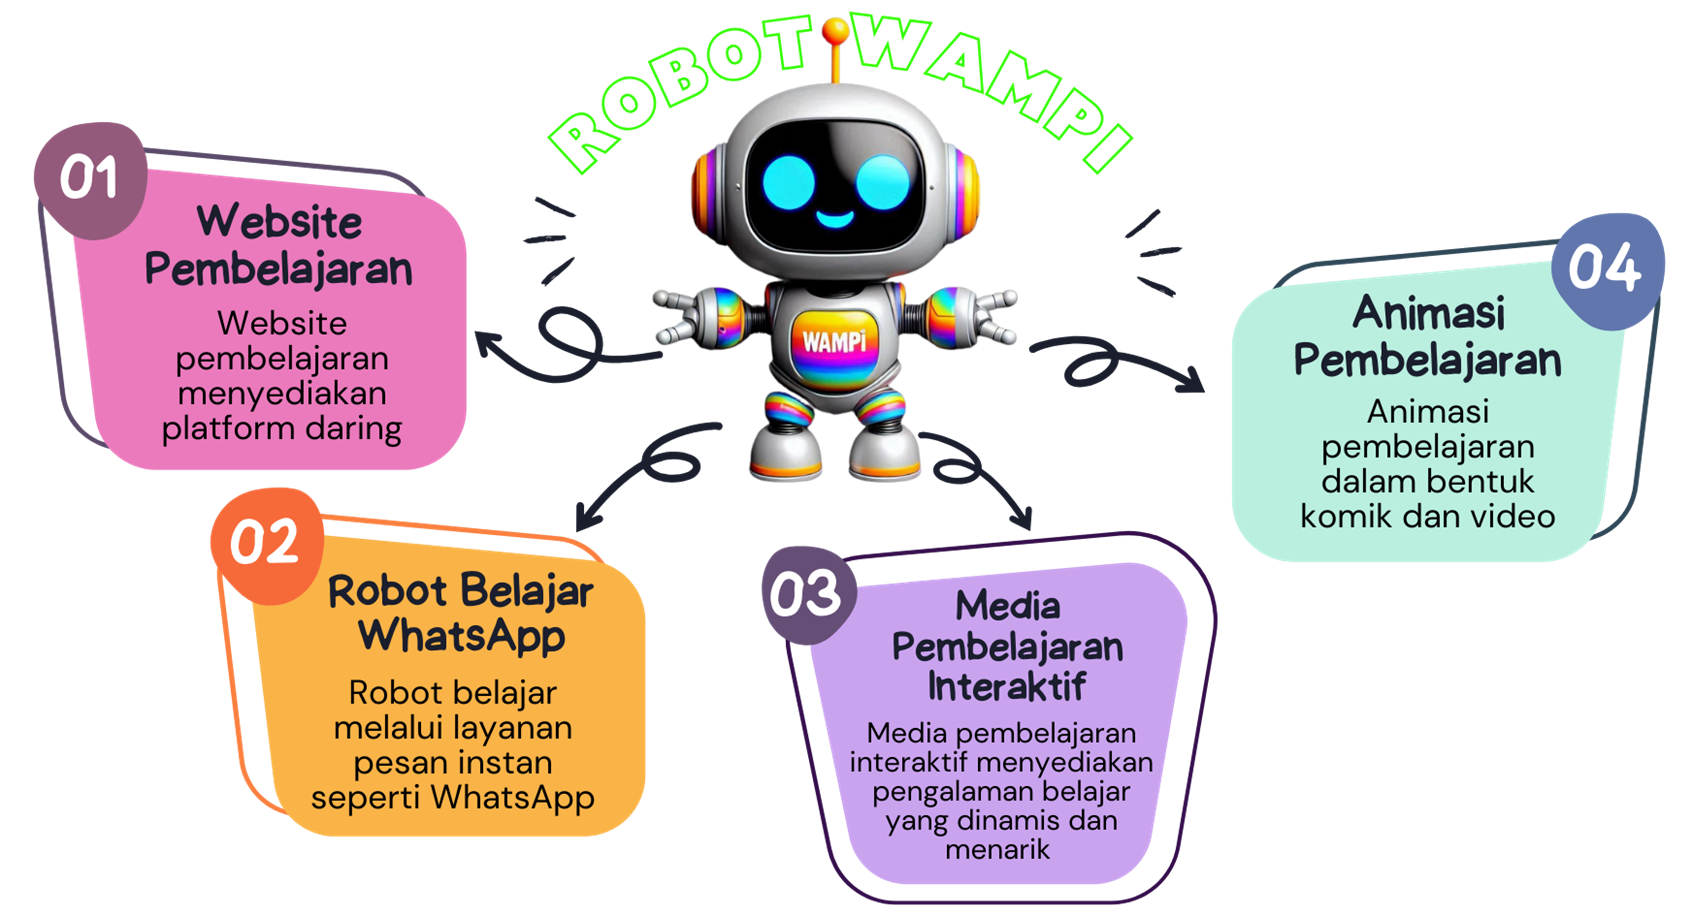 ROBOT WAMPI
WAMPi
01
Website
Pembelajaran
Website
pembelajaran
menyediakan
platform daring
02
Robot Belajar
WhatsApp
Robot belajar
melalui layanan
pesan instan
seperti WhatsApp
03
Media
Pembelajaran
Interaktif
Media pembelajaran
interaktif menyediakan
pengalaman belajar
yang dinamis dan
menarik
04
Animasi
Pembelajaran
Animasi
pembelajaran
dalam bentuk
komik dan video